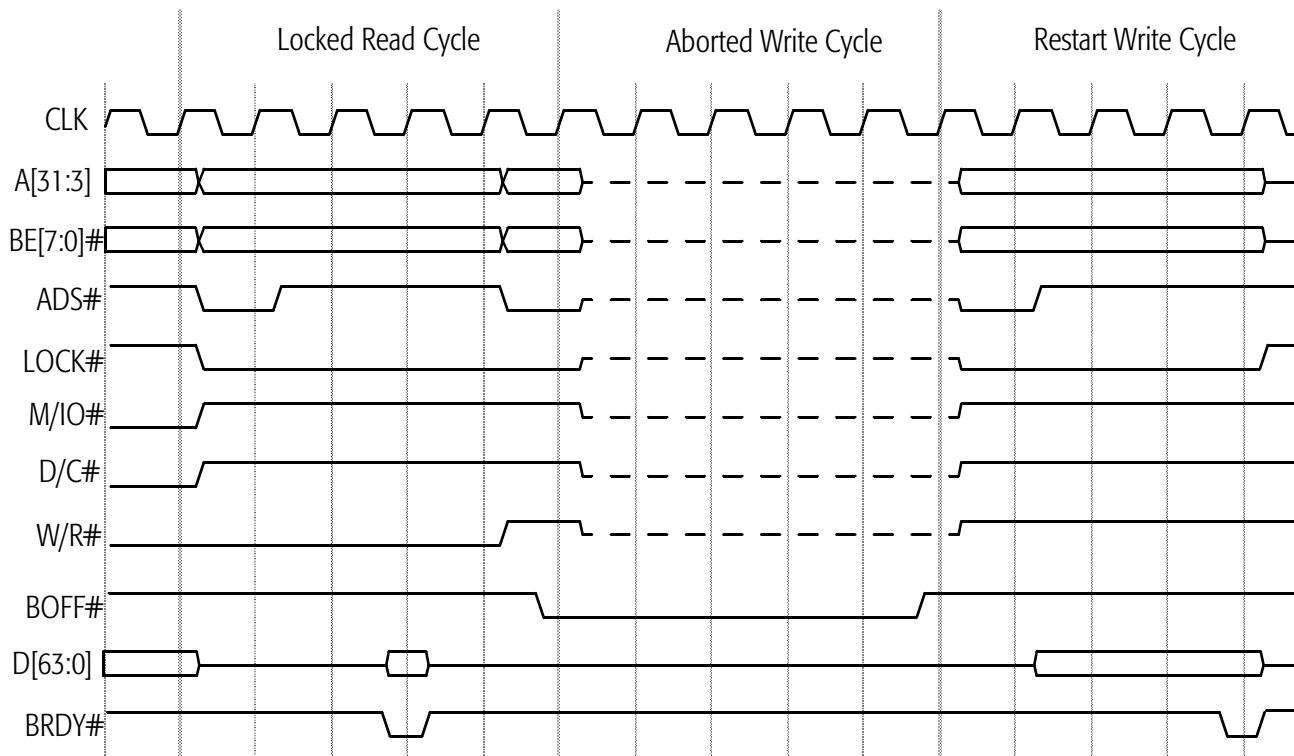 Locked Read Cycle
Aborted Write Cycle
Restart Write Cycle
CLK
A[31:3]
BE[7:0]#
ADS#
LOCK#
M/IO#
D/C#
W/R#
BOFF#
D[63:0]
BRDY#